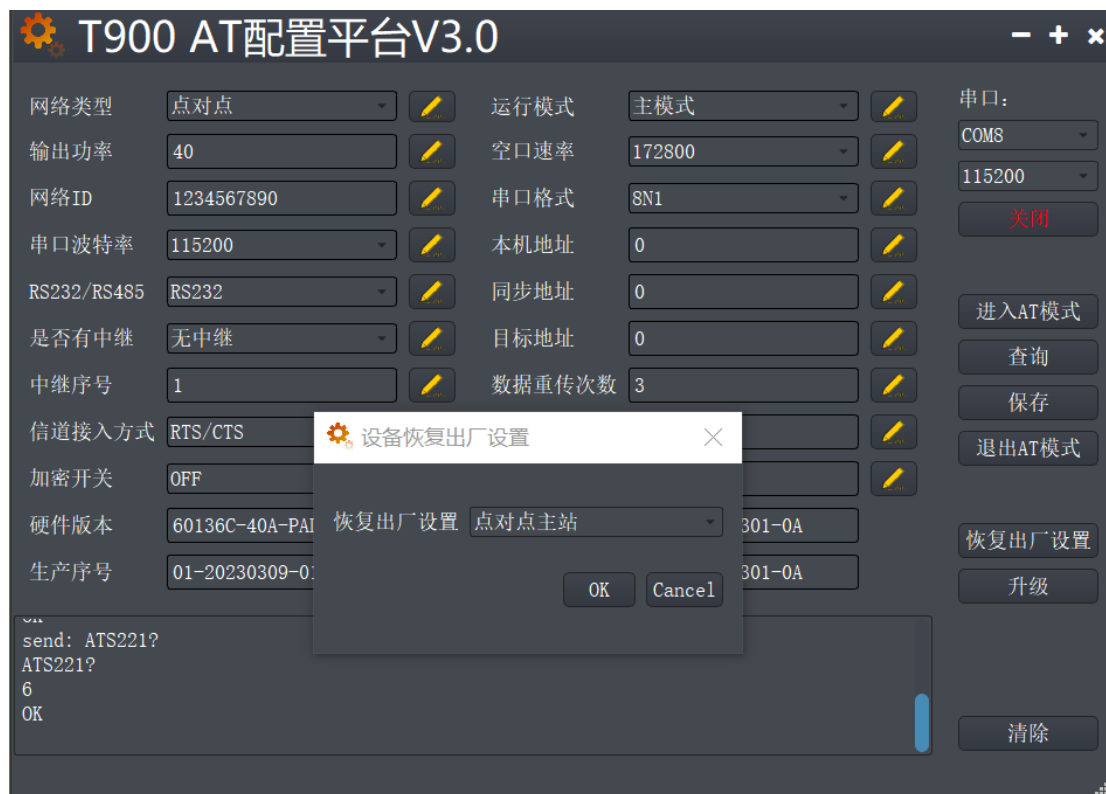 T900 AT配置平台V3.0
网络类型 点对点 运行模式 主模式 串口:
COM8
输出功率 40 空口速率 172800
115200
网络ID 1234567890 串口格式 8N1
关闭
串口波特率 115200 本机地址 0
RS232/RS485 RS232 同步地址 0
进入AT模式
是否有中继 无中继 目标地址 0
查询
中继序号 1 数据重传次数 3
保存
信道接入方式 RTS/CTS
设备恢复出厂设置
退出AT模式
加密开关 OFF
恢复出厂设置 点对点主站
硬件版本 60136C-40A-PA 301-0A
恢复出厂设置
生产序号 01-20230309-01 301-0A
OK Cancel
升级
send: ATS221?
ATS221?
6
OK
清除